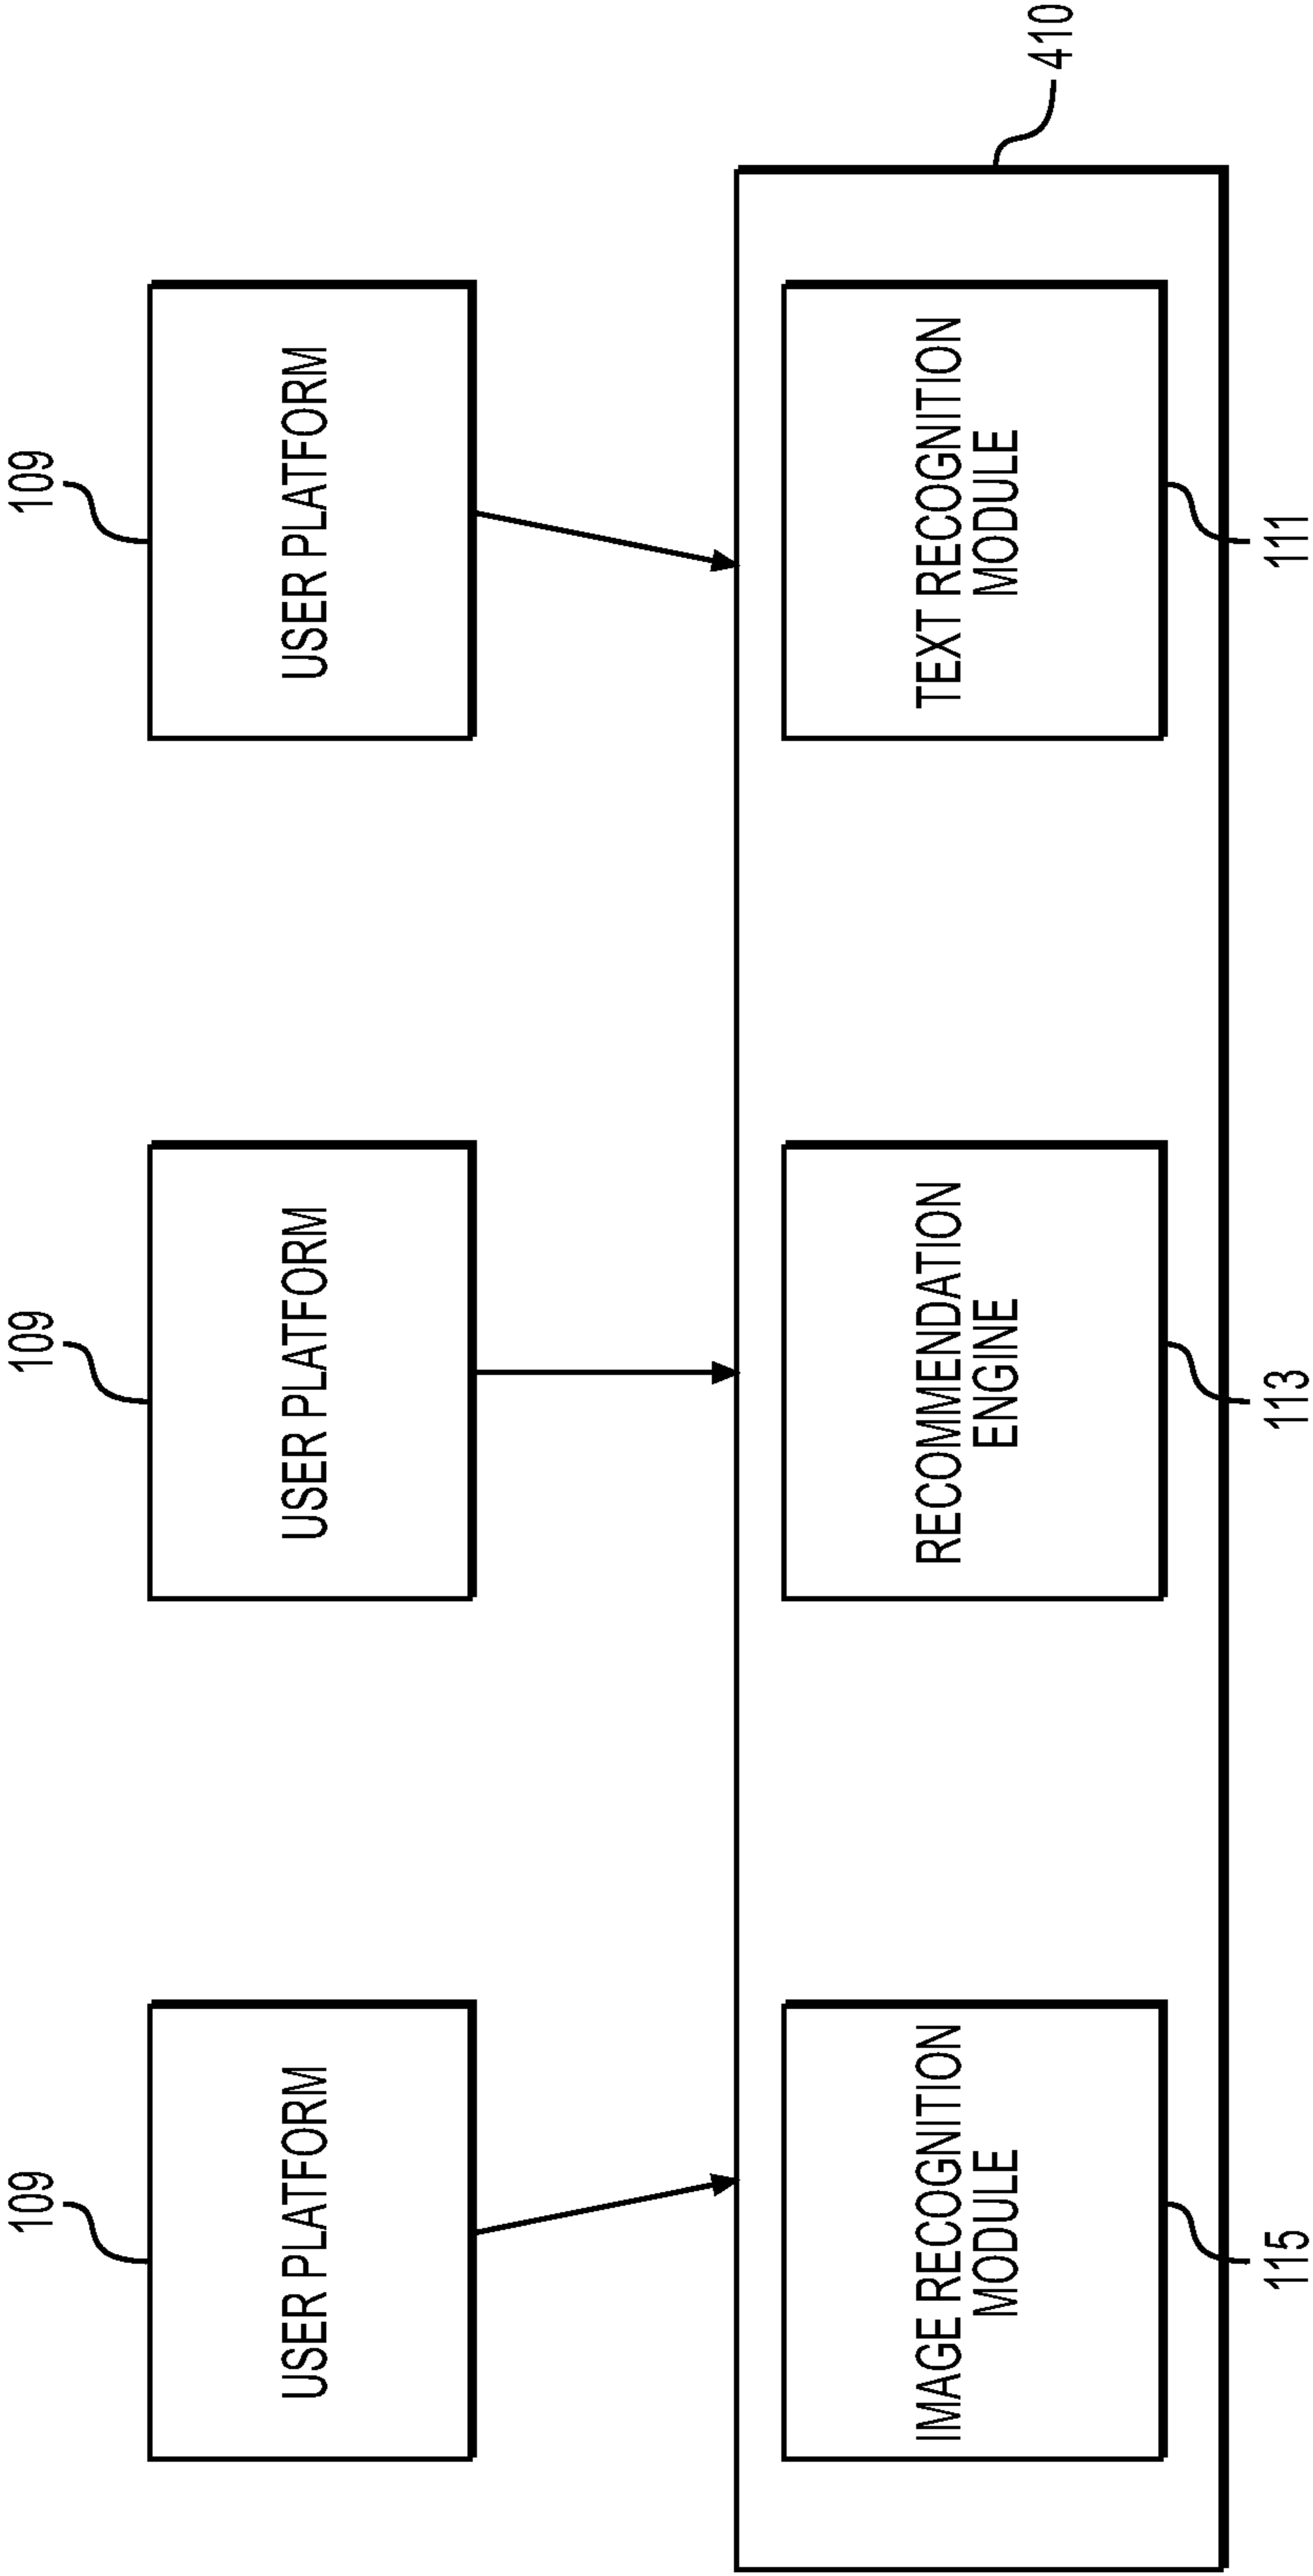 109
109
109
USER PLATFORM
USER PLATFORM
USER PLATFORM
410
IMAGE RECOGNITION
MODULE
RECOMMENDATION
ENGINE
TEXT RECOGNITION
MODULE
115
113
111